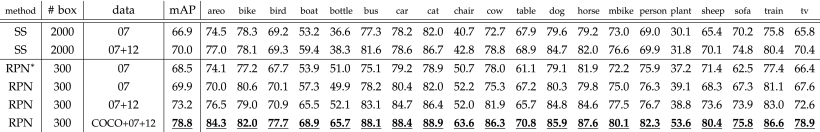 method # box data mAP areo bike bird boat bottle bus car cat chair cow table dog horse mbike person plant sheep sofa train tv
SS 2000 07 66.9 74.5 78.3 69.2 53.2 36.6 77.3 78.2 82.0 40.7 72.7 67.9 79.6 79.2 73.0 69.0 30.1 65.4 70.2 75.8 65.8
SS 2000 07+12 70.0 77.0 78.1 69.3 59.4 38.3 81.6 78.6 86.7 42.8 78.8 68.9 84.7 82.0 76.6 69.9 31.8 70.1 74.8 80.4 70.4
RPN* 300 07 68.5 74.1 77.2 67.7 53.9 51.0 75.1 79.2 78.9 50.7 78.0 61.1 79.1 81.9 72.2 75.9 37.2 71.4 62.5 77.4 66.4
RPN 300 07 69.9 70.0 80.6 70.1 57.3 49.9 78.2 80.4 82.0 52.2 75.3 67.2 80.3 79.8 75.0 76.3 39.1 68.3 67.3 81.1 67.6
RPN 300 07+12 73.2 76.5 79.0 70.9 65.5 52.1 83.1 84.7 86.4 52.0 81.9 65.7 84.8 84.6 77.5 76.7 38.8 73.6 73.9 83.0 72.6
RPN 300 COCO+07+12 78.8 84.3 82.0 77.7 68.9 65.7 88.1 88.4 88.9 63.6 86.3 70.8 85.9 87.6 80.1 82.3 53.6 80.4 75.8 86.6 78.9